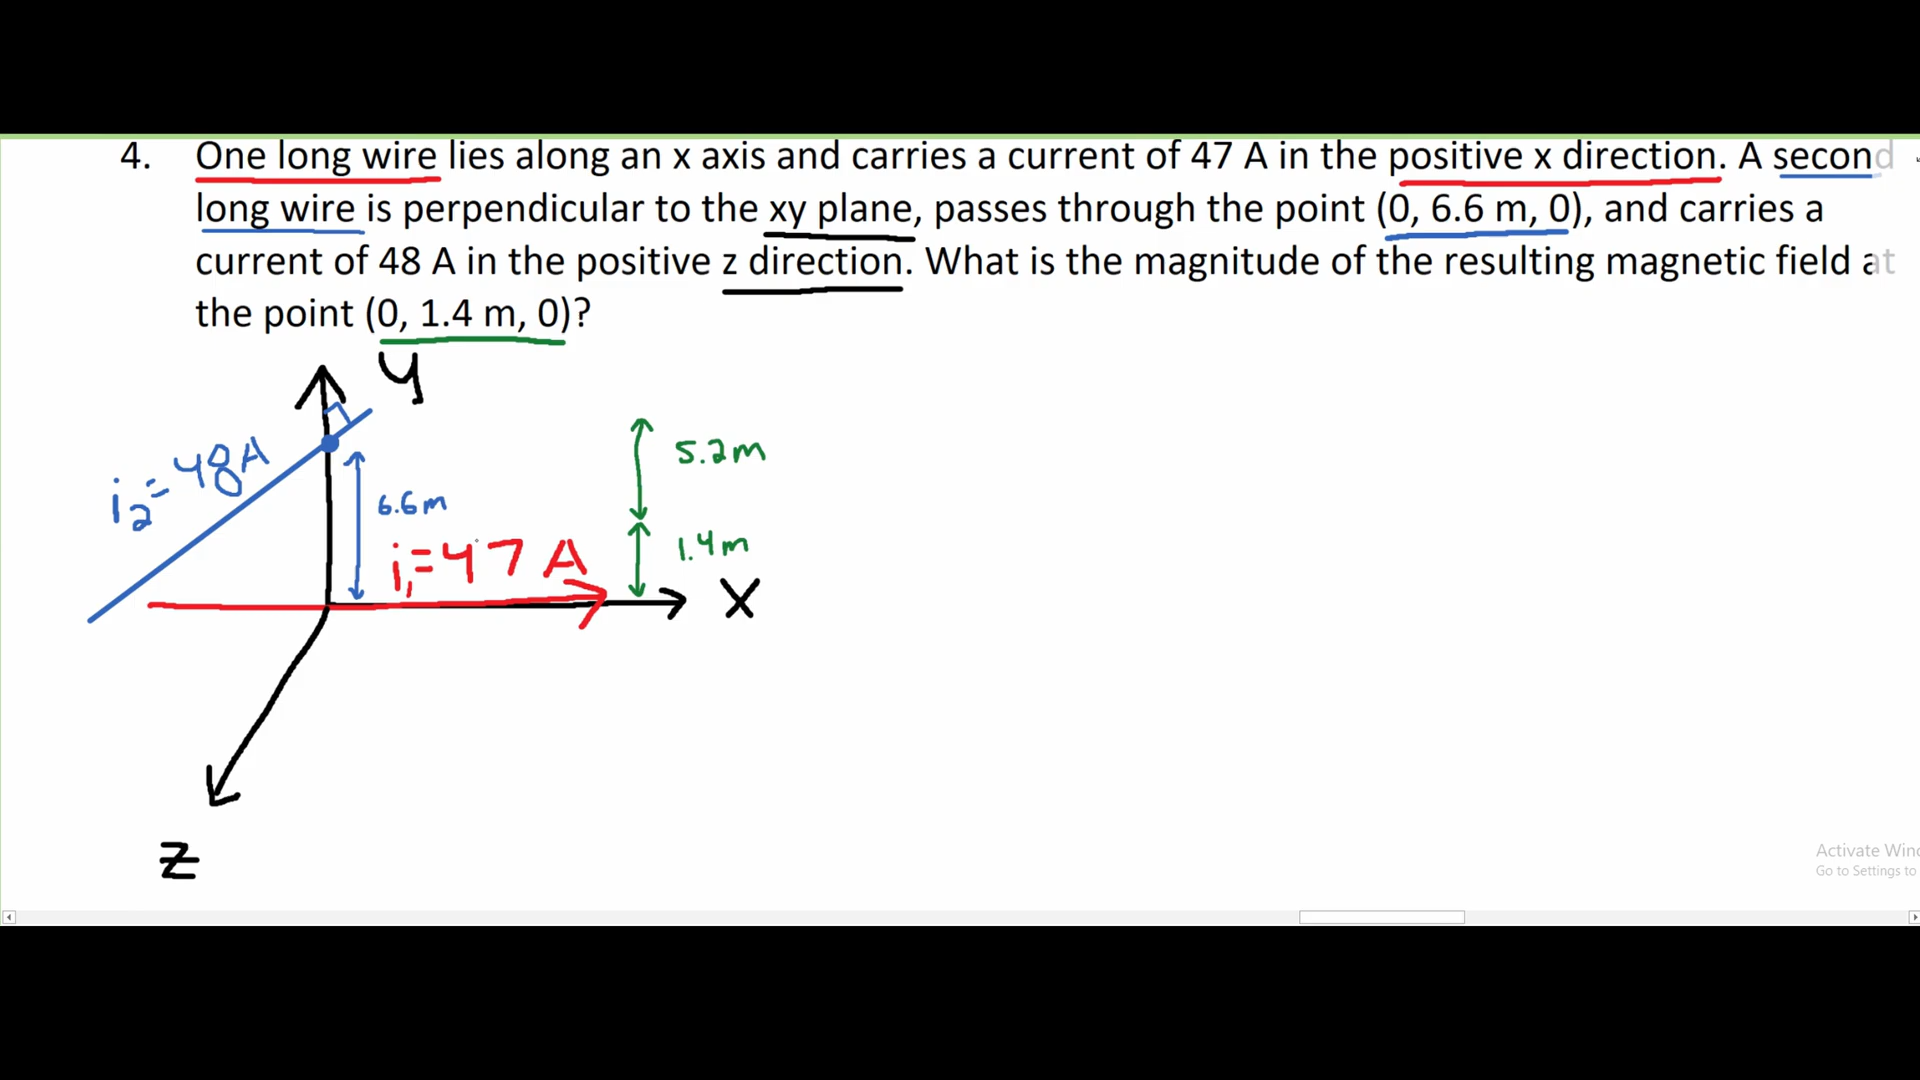 4. One long wire lies along an x axis and carries a current of 47 A in the positive x direction. A second
long wire is perpendicular to the xy plane, passes through the point (0, 6.6 m, 0), and carries a
current of 48 A in the positive z direction. What is the magnitude of the resulting magnetic field at
the point (0, 1.4 m, 0)?
y
i2=48A
5.2m
6.6m
i1=47 A
1.4m
x
z
Activate Wind
Go to Settings to